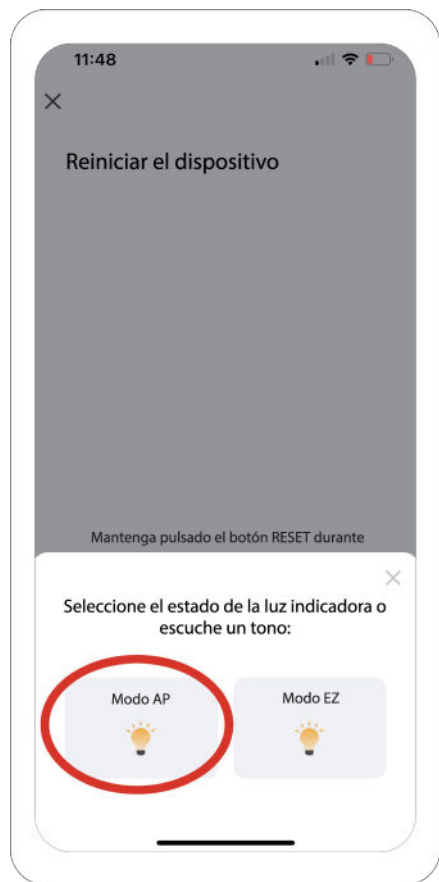 11:48
Reiniciar el dispositivo
Mantenga pulsado el botón RESET durante
Seleccione el estado de la luz indicadora o
escuche un tono:
Modo AP
Modo EZ